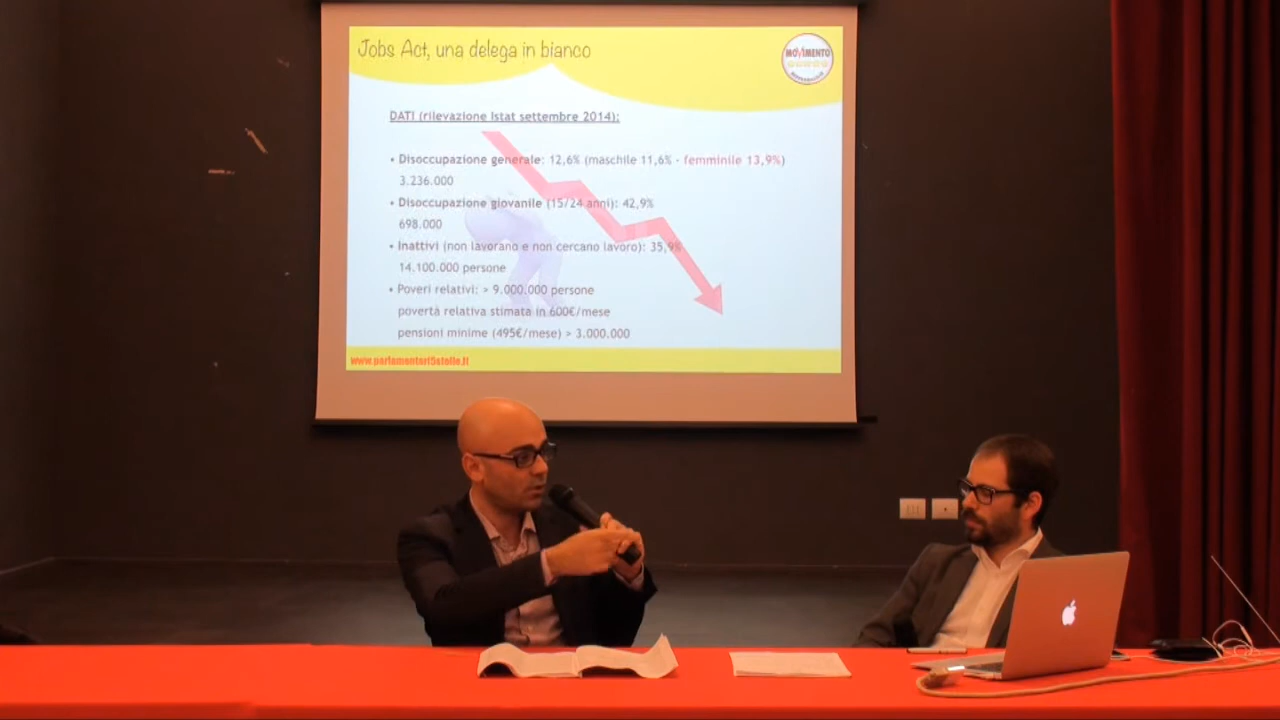 Jobs Act, una delega in bianco
MOVIMENTO
DATI (rilevazione Istat settembre 2014):
• Disoccupazione generale: 12,6% (maschile 11,6% - femminile 13,9%)
3.236.000
• Disoccupazione giovanile (15/24 anni): 42,9%
698.000
• Inattivi (non lavorano e non cercano lavoro): 35,9%
14.100.000 persone
• Poveri relativi: > 9.000.000 persone
povertà relativa stimata in 600€/mese
pensioni minime (495€/mese) > 3.000.000
www.parlamentari5stelle.it